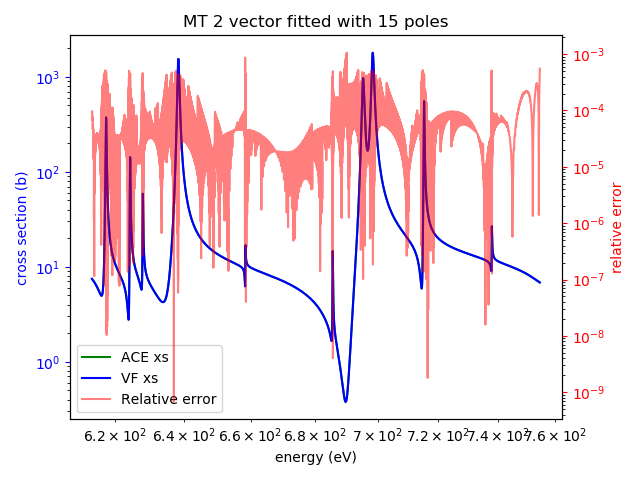 MT 2 vector fitted with 15 poles
cross section (b)
10³
10²
10¹
10⁰
10⁻³
10⁻⁴
10⁻⁵
10⁻⁶
10⁻⁷
10⁻⁸
10⁻⁹
relative error
ACE xs
VF xs
Relative error
6.2 × 10² 6.4 × 10² 6.6 × 10² 6.8 × 10² 7 × 10² 7.2 × 10² 7.4 × 10² 7.6 × 10²
energy (eV)